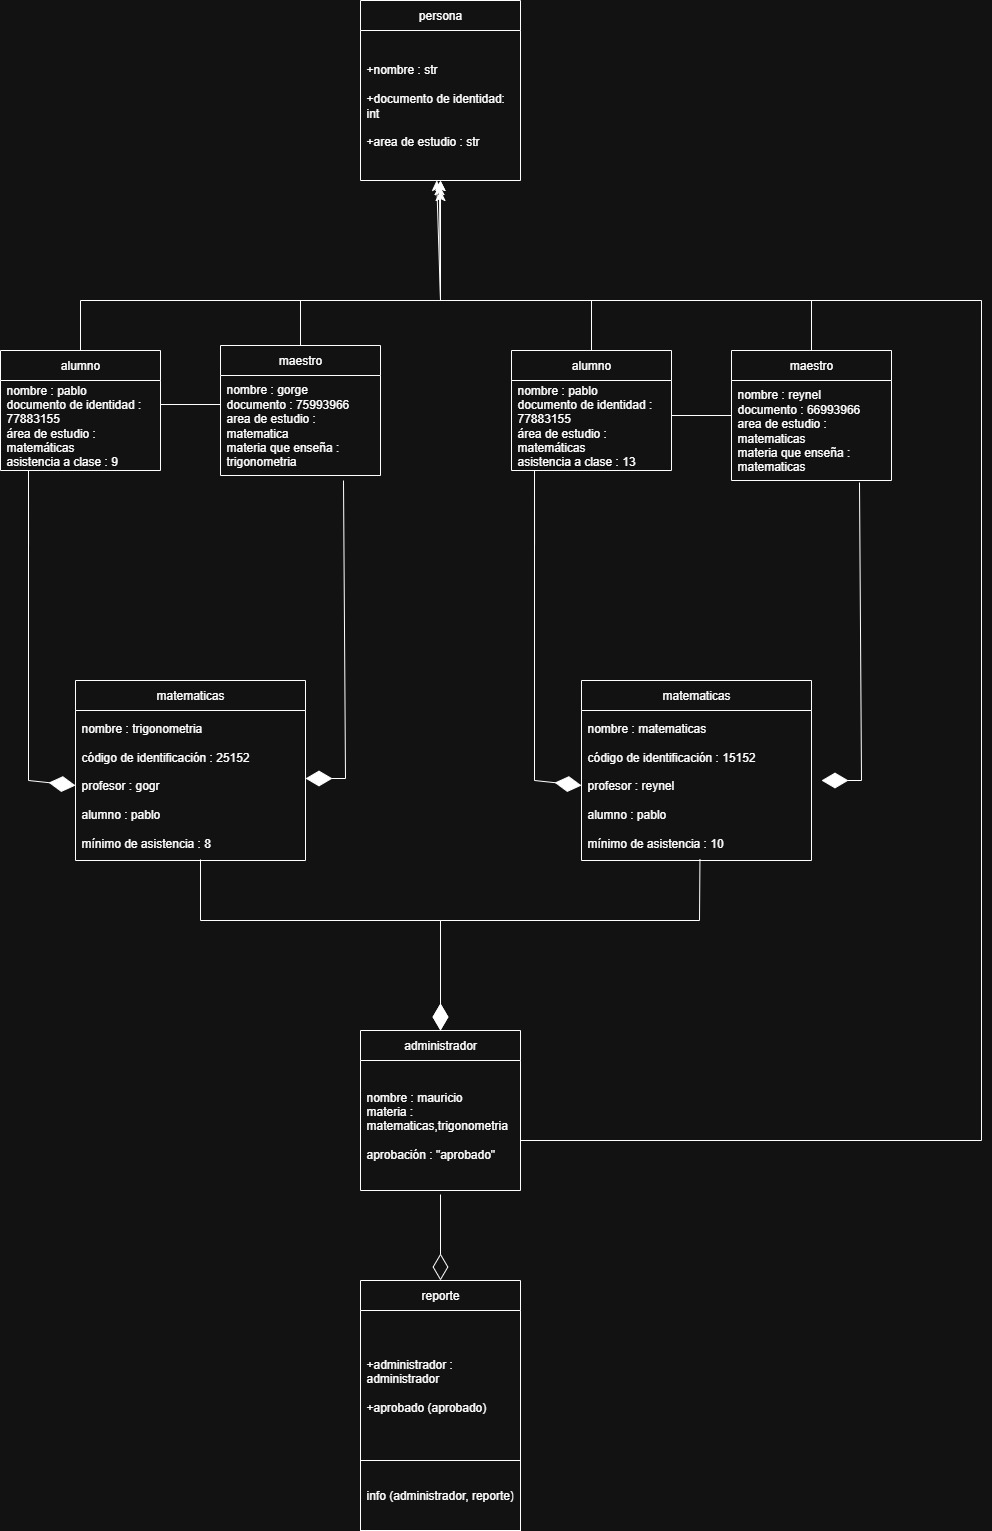 persona
+nombre : str
+documento de identidad:
int
+area de estudio : str
alumno
nombre : pablo
documento de identidad :
77883155
área de estudio :
matemáticas
asistencia a clase : 9
maestro
nombre : gorge
documento : 75993966
area de estudio :
matematica
materia que enseña :
trigonometria
alumno
nombre : pablo
documento de identidad :
77883155
área de estudio :
matemáticas
asistencia a clase : 13
maestro
nombre : reynel
documento : 66993966
area de estudio :
matematicas
materia que enseña :
matematicas
matematicas
nombre : trigonometria
código de identificación : 25152
profesor : gogr
alumno : pablo
mínimo de asistencia : 8
matematicas
nombre : matematicas
código de identificación : 15152
profesor : reynel
alumno : pablo
mínimo de asistencia : 10
administrador
nombre : mauricio
materia :
matematicas,trigonometria
aprobación : "aprobado"
reporte
+administrador :
administrador
+aprobado (aprobado)
info (administrador, reporte)